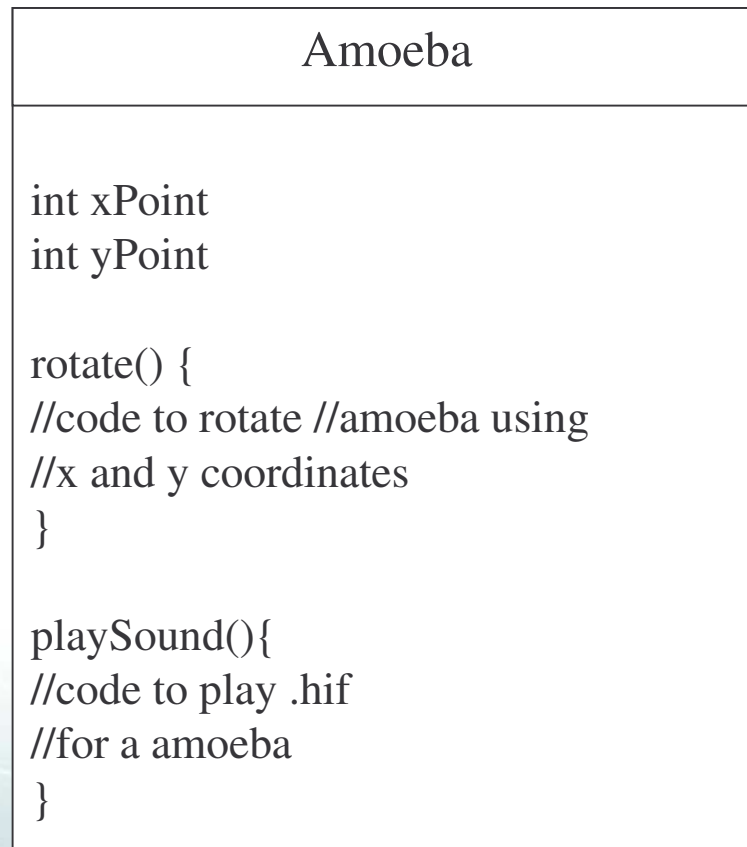 Amoeba
int xPoint
int yPoint
rotate() {
//code to rotate //amoeba using
//x and y coordinates
}
playSound(){
//code to play .hif
//for a amoeba
}